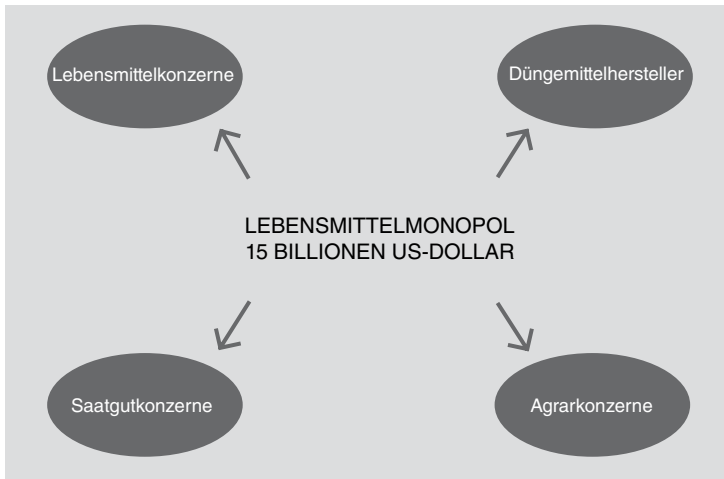 Lebensmittelkonzerne
Düngemittelhersteller
LEBENSMITTELMONOPOL
15 BILLIONEN US-DOLLAR
Saatgutkonzerne
Agrarkonzerne